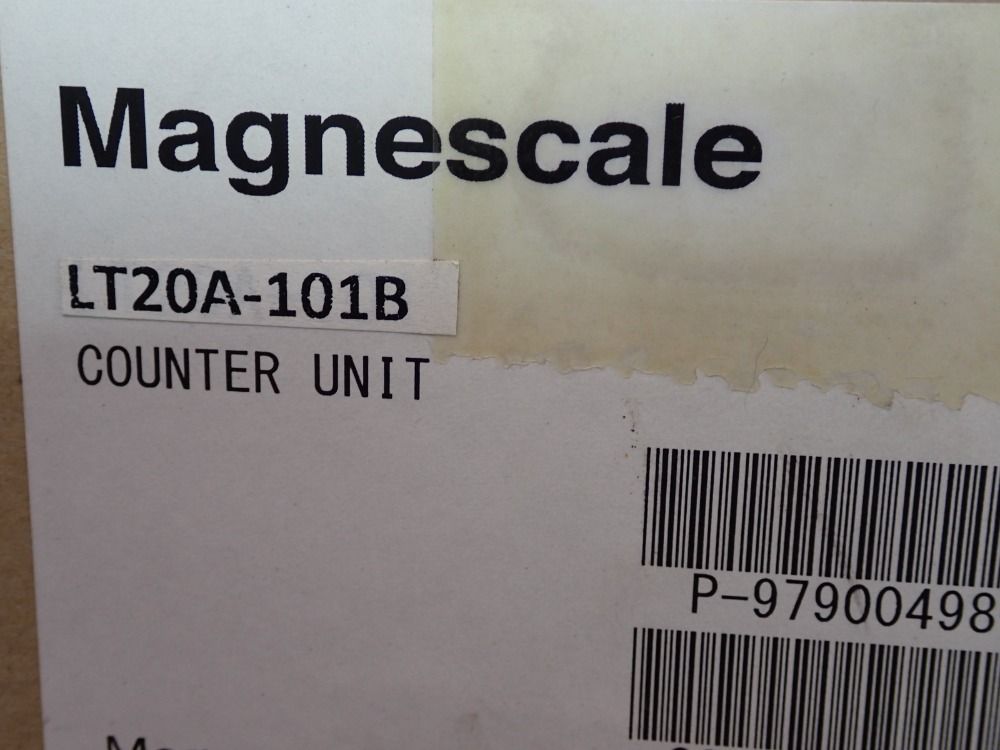 Magnescale
LT20A-101B
COUNTER UNIT
P-97900498